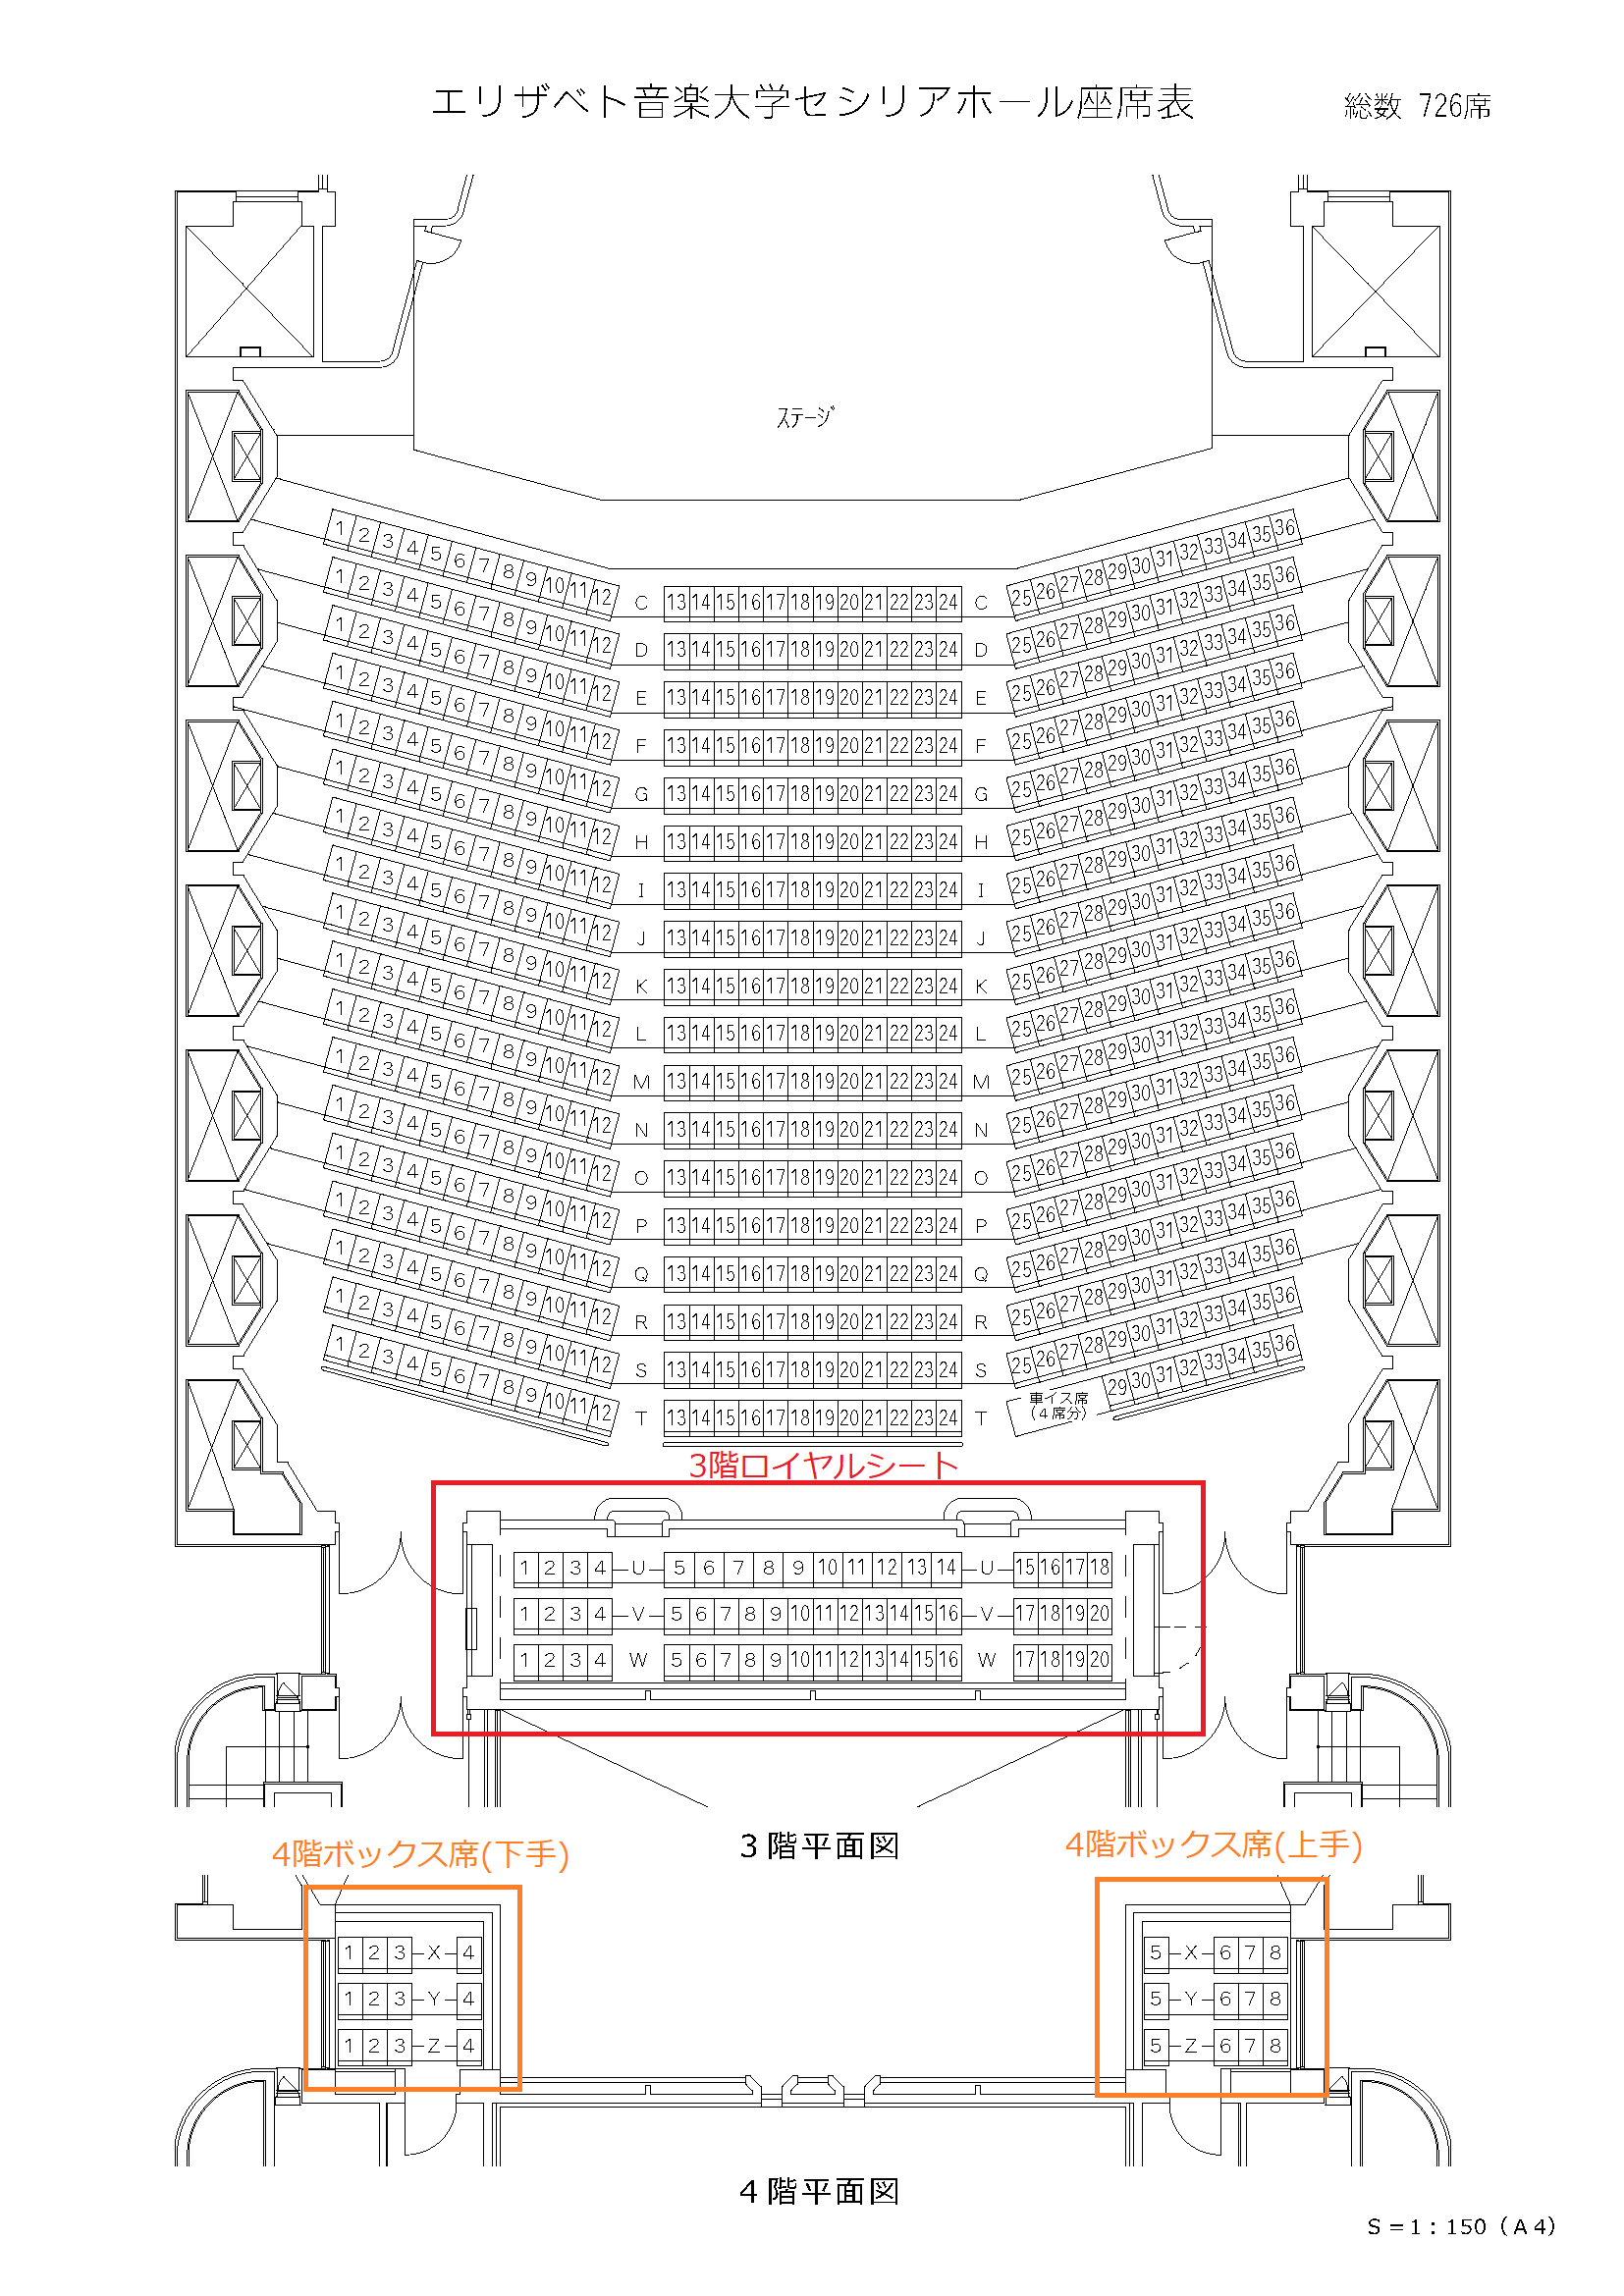 エリザベト音楽大学セシリアホール座席表 総数 726席
ステージ
1 2 3 4 5 6 7 8 9 10 11 12 C 13 14 15 16 17 18 19 20 21 22 23 24 C 25 26 27 28 29 30 31 32 33 34 35 36
1 2 3 4 5 6 7 8 9 10 11 12 D 13 14 15 16 17 18 19 20 21 22 23 24 D 25 26 27 28 29 30 31 32 33 34 35 36
1 2 3 4 5 6 7 8 9 10 11 12 E 13 14 15 16 17 18 19 20 21 22 23 24 E 25 26 27 28 29 30 31 32 33 34 35 36
1 2 3 4 5 6 7 8 9 10 11 12 F 13 14 15 16 17 18 19 20 21 22 23 24 F 25 26 27 28 29 30 31 32 33 34 35 36
1 2 3 4 5 6 7 8 9 10 11 12 G 13 14 15 16 17 18 19 20 21 22 23 24 G 25 26 27 28 29 30 31 32 33 34 35 36
1 2 3 4 5 6 7 8 9 10 11 12 H 13 14 15 16 17 18 19 20 21 22 23 24 H 25 26 27 28 29 30 31 32 33 34 35 36
1 2 3 4 5 6 7 8 9 10 11 12 I 13 14 15 16 17 18 19 20 21 22 23 24 I 25 26 27 28 29 30 31 32 33 34 35 36
1 2 3 4 5 6 7 8 9 10 11 12 J 13 14 15 16 17 18 19 20 21 22 23 24 J 25 26 27 28 29 30 31 32 33 34 35 36
1 2 3 4 5 6 7 8 9 10 11 12 K 13 14 15 16 17 18 19 20 21 22 23 24 K 25 26 27 28 29 30 31 32 33 34 35 36
1 2 3 4 5 6 7 8 9 10 11 12 L 13 14 15 16 17 18 19 20 21 22 23 24 L 25 26 27 28 29 30 31 32 33 34 35 36
1 2 3 4 5 6 7 8 9 10 11 12 M 13 14 15 16 17 18 19 20 21 22 23 24 M 25 26 27 28 29 30 31 32 33 34 35 36
1 2 3 4 5 6 7 8 9 10 11 12 N 13 14 15 16 17 18 19 20 21 22 23 24 N 25 26 27 28 29 30 31 32 33 34 35 36
1 2 3 4 5 6 7 8 9 10 11 12 O 13 14 15 16 17 18 19 20 21 22 23 24 O 25 26 27 28 29 30 31 32 33 34 35 36
1 2 3 4 5 6 7 8 9 10 11 12 P 13 14 15 16 17 18 19 20 21 22 23 24 P 25 26 27 28 29 30 31 32 33 34 35 36
1 2 3 4 5 6 7 8 9 10 11 12 Q 13 14 15 16 17 18 19 20 21 22 23 24 Q 25 26 27 28 29 30 31 32 33 34 35 36
1 2 3 4 5 6 7 8 9 10 11 12 R 13 14 15 16 17 18 19 20 21 22 23 24 R 25 26 27 28 29 30 31 32 33 34 35 36
1 2 3 4 5 6 7 8 9 10 11 12 S 13 14 15 16 17 18 19 20 21 22 23 24 S 25 26 27 28 29 30 31 32 33 34 35 36
1 2 3 4 5 6 7 8 9 10 11 12 T 13 14 15 16 17 18 19 20 21 22 23 24 T 29 30 31 32 33 34 35 36
車イス席
(4席分)
3階ロイヤルシート
1 2 3 4 U 5 6 7 8 9 10 11 12 13 14 U 15 16 17 18
1 2 3 4 V 5 6 7 8 9 10 11 12 13 14 15 16 V 17 18 19 20
1 2 3 4 W 5 6 7 8 9 10 11 12 13 14 15 16 W 17 18 19 20
3階平面図
4階ボックス席(下手) 4階ボックス席(上手)
1 2 3 X 4 5 X 6 7 8
1 2 3 Y 4 5 Y 6 7 8
1 2 3 Z 4 5 Z 6 7 8
4階平面図
S=1:150(A4)